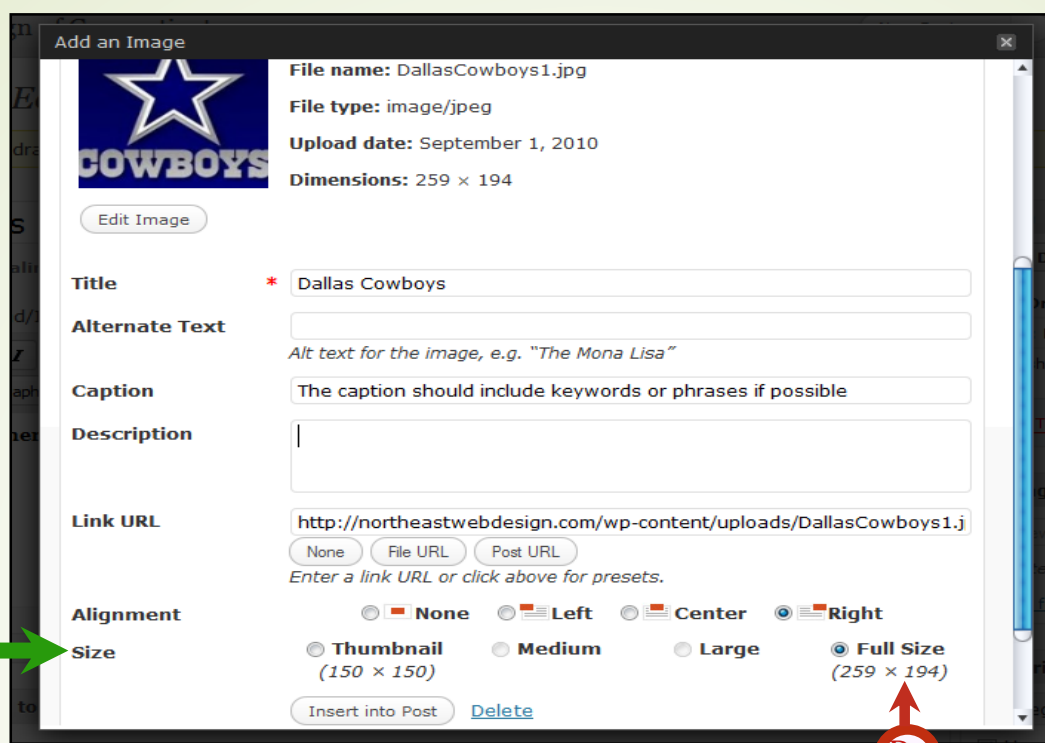 Add an Image
File name: DallasCowboys1.jpg
File type: image/jpeg
Upload date: September 1, 2010
COWBOYS
Dimensions: 259 × 194
Edit Image
Title * Dallas Cowboys
Alternate Text
Alt text for the image, e.g. “The Mona Lisa”
Caption The caption should include keywords or phrases if possible
Description
Link URL http://northeastwebdesign.com/wp-content/uploads/DallasCowboys1.j
None File URL Post URL
Enter a link URL or click above for presets.
Alignment None Left Center Right
Size Thumbnail Medium Large Full Size
(150 × 150) (259 × 194)
Insert into Post Delete